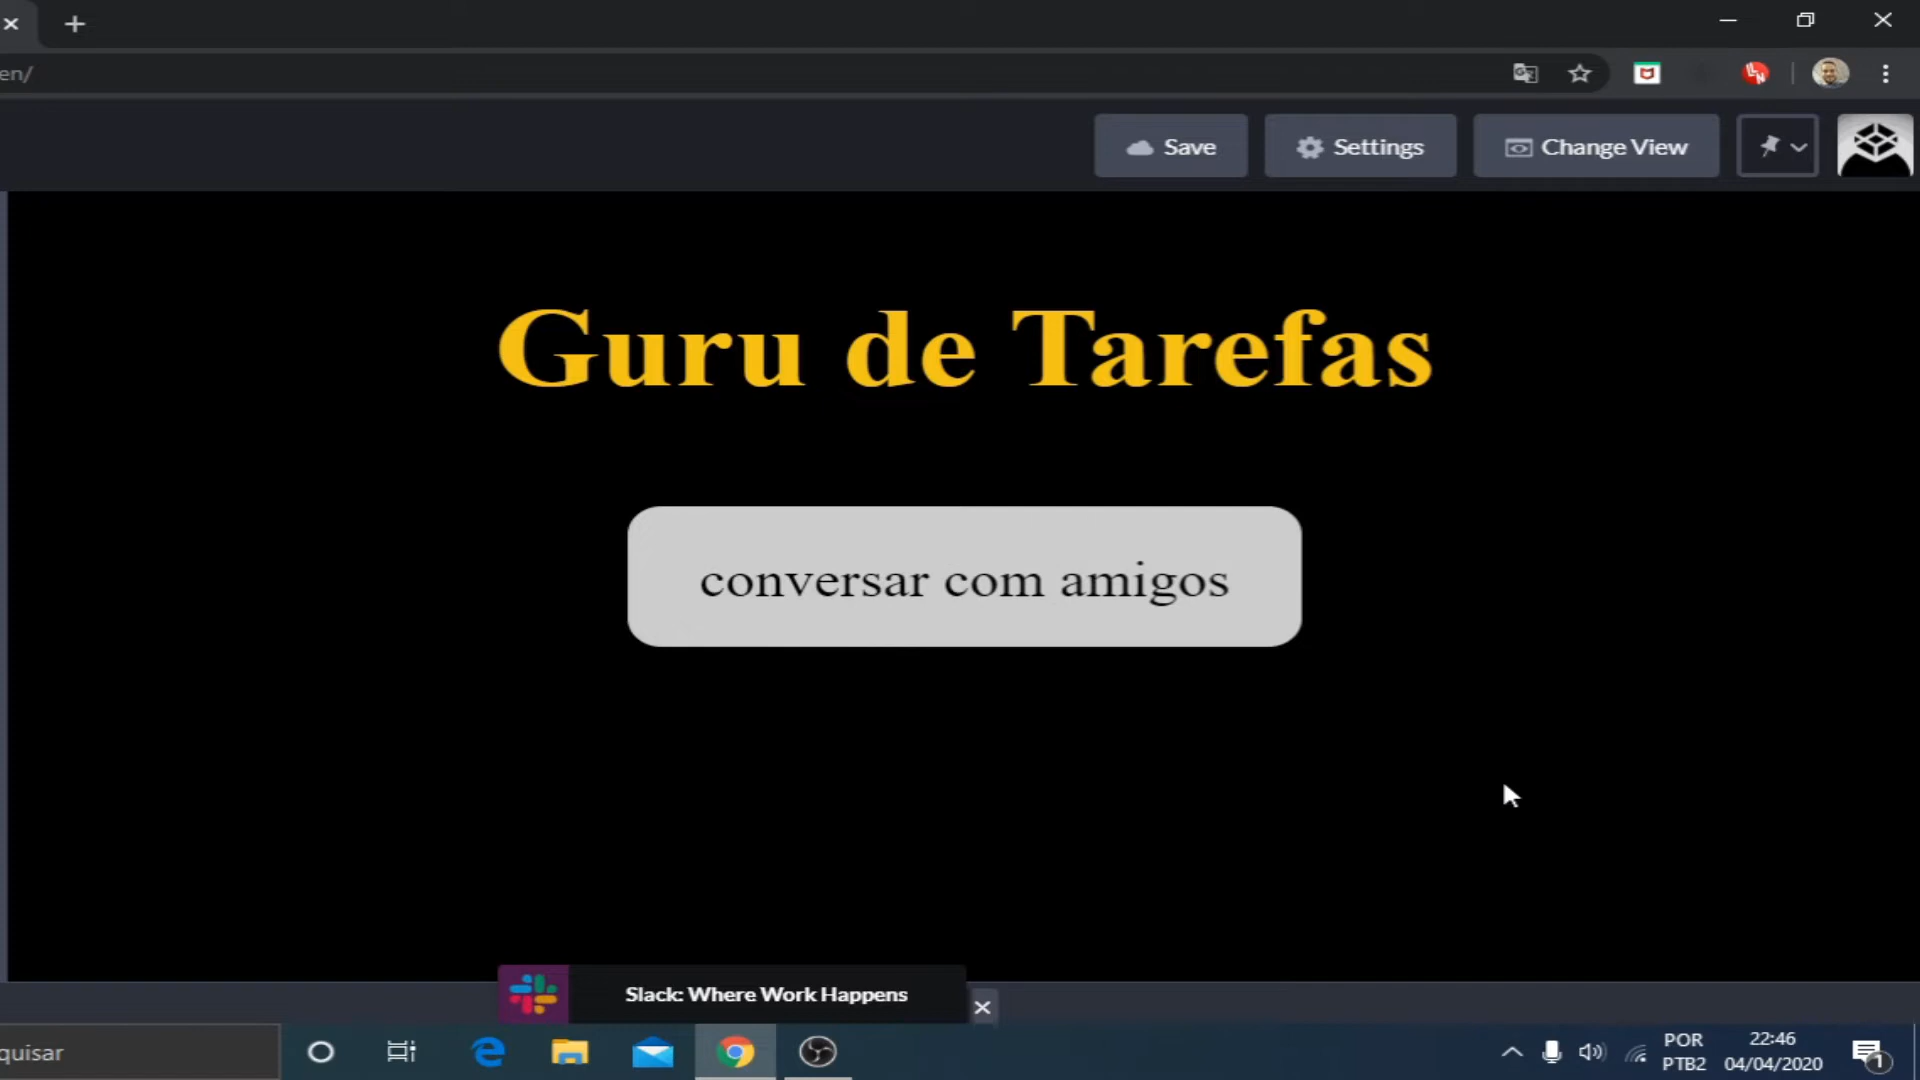 en/
Save
Settings
Change View
Guru de Tarefas
conversar com amigos
Slack: Where Work Happens
quisar
POR
PTB2
22:46
04/04/2020
1